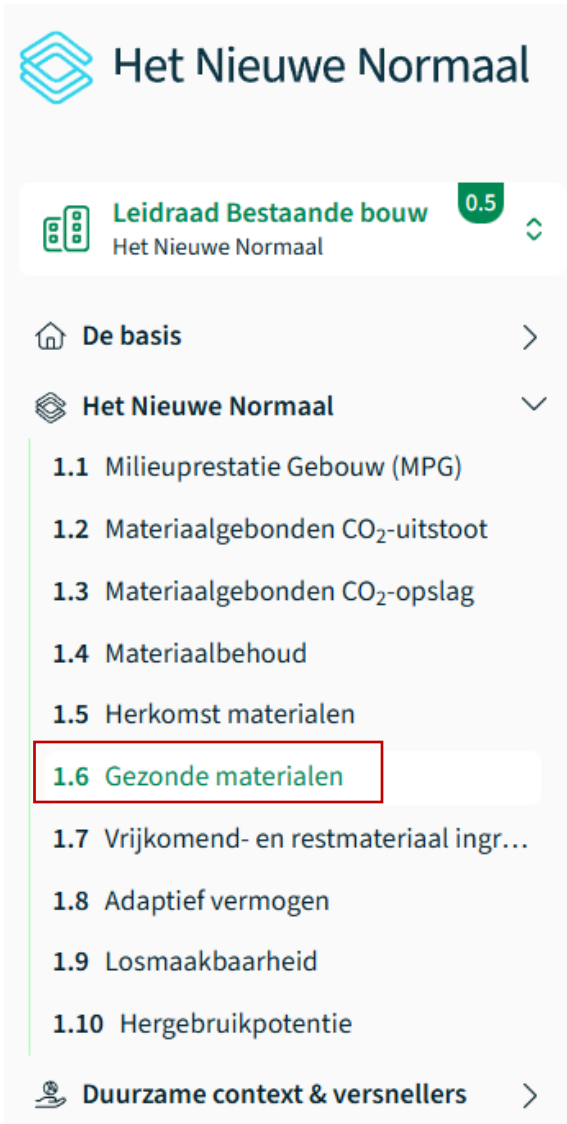 Het Nieuwe Normaal
Leidraad Bestaande bouw
0.5
Het Nieuwe Normaal
De basis
Het Nieuwe Normaal
1.1 Milieuprestatie Gebouw (MPG)
1.2 Materiaalgebonden CO₂-uitstoot
1.3 Materiaalgebonden CO₂-opslag
1.4 Materiaalbehoud
1.5 Herkomst materialen
1.6 Gezonde materialen
1.7 Vrijkomend- en restmateriaal ingr...
1.8 Adaptief vermogen
1.9 Losmaakbaarheid
1.10 Hergebruikpotentie
Duurzame context & versnellers